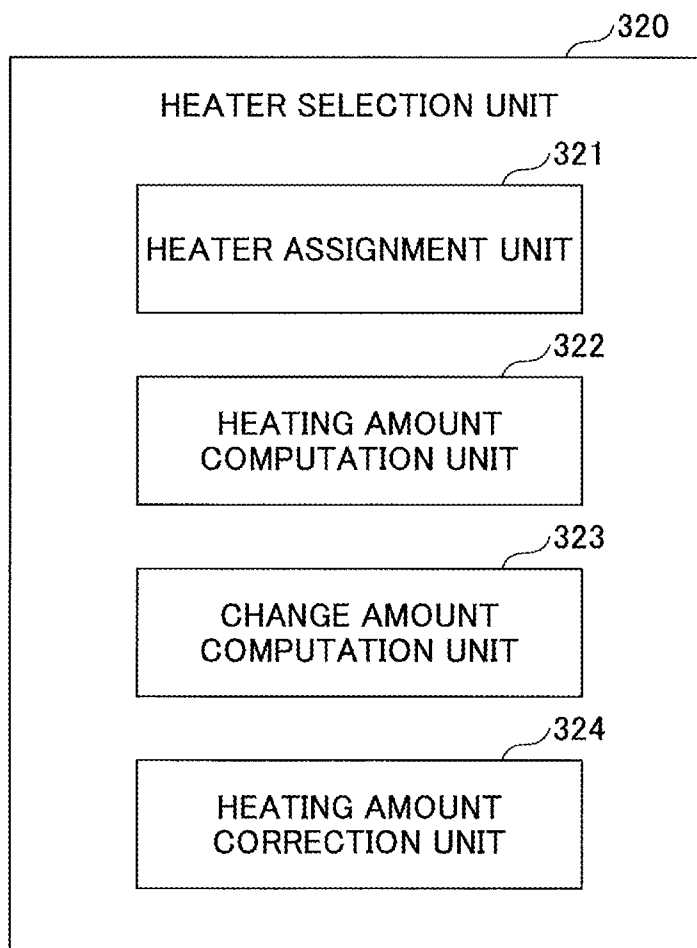 320
HEATER SELECTION UNIT
321
HEATER ASSIGNMENT UNIT
322
HEATING AMOUNT
COMPUTATION UNIT
323
CHANGE AMOUNT
COMPUTATION UNIT
324
HEATING AMOUNT
CORRECTION UNIT